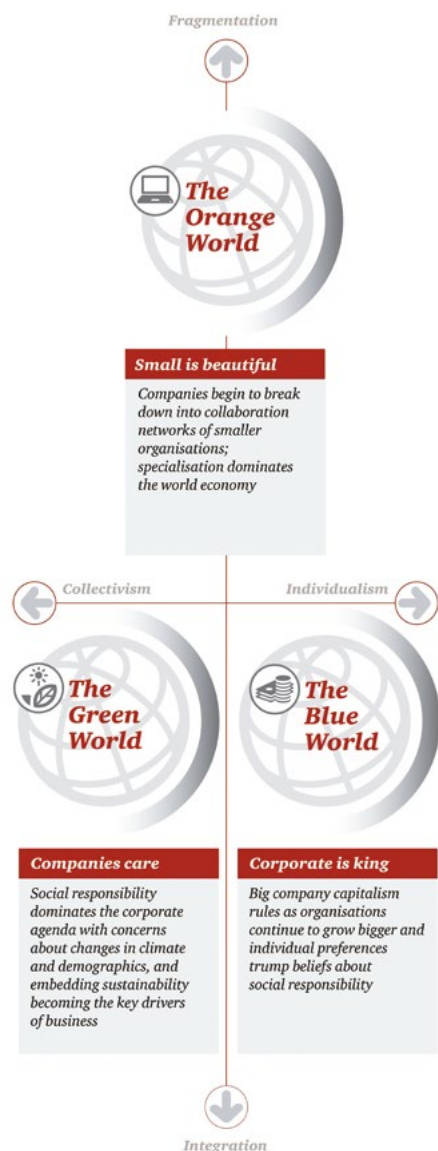 Fragmentation
The
Orange
World
Small is beautiful
Companies begin to break
down into collaboration
networks of smaller
organisations;
specialisation dominates
the world economy
Collectivism
Individualism
The
Green
World
The
Blue
World
Companies care
Social responsibility
dominates the corporate
agenda with concerns
about changes in climate
and demographics, and
embedding sustainability
becoming the key drivers
of business
Corporate is king
Big company capitalism
rules as organisations
continue to grow bigger and
individual preferences
trump beliefs about
social responsibility
Integration